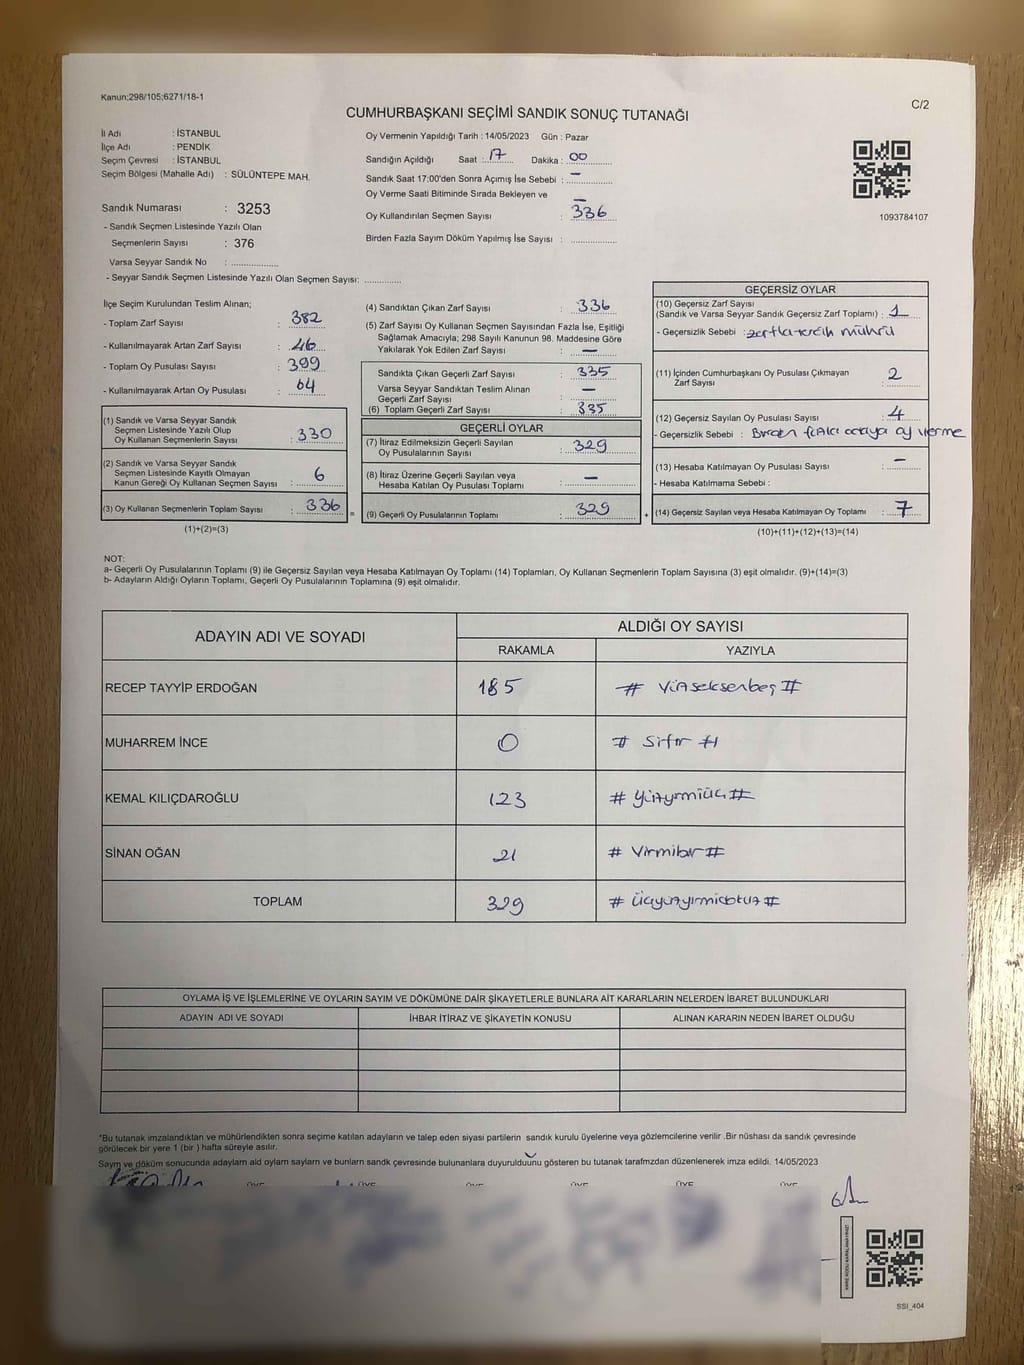 Kanun;298/105;6271/18-1
C/2
CUMHURBAŞKANI SEÇİMİ SANDIK SONUÇ TUTANAĞI
İl Adı : İSTANBUL
İlçe Adı : PENDİK
Seçim Çevresi : İSTANBUL
Seçim Bölgesi (Mahalle Adı) : SÜLÜNTEPE MAH.
Sandık Numarası : 3253
- Sandık Seçmen Listesinde Yazılı Olan
Seçmenlerin Sayısı : 376
Varsa Seyyar Sandık No : ..................
- Seyyar Sandık Seçmen Listesinde Yazılı Olan Seçmen Sayısı: ..............
Oy Vermenin Yapıldığı Tarih : 14/05/2023 Gün : Pazar
Sandığın Açıldığı Saat : 17 Dakika : 00
Sandık Saat 17:00'den Sonra Açımış İse Sebebi : —
Oy Verme Saati Bitiminde Sırada Bekleyen ve —
Oy Kullandırılan Seçmen Sayısı : 336
Birden Fazla Sayım Döküm Yapılmış İse Sayısı : ..............
1093784107
İlçe Seçim Kurulundan Teslim Alınan;
- Toplam Zarf Sayısı : 382
- Kullanılmayarak Artan Zarf Sayısı : 46
- Toplam Oy Pusulası Sayısı : 399
- Kullanılmayarak Artan Oy Pusulası : 64
(1) Sandık ve Varsa Seyyar Sandık
Seçmen Listesinde Yazılı Olup
Oy Kullanan Seçmenlerin Sayısı : 330
(2) Sandık ve Varsa Seyyar Sandık
Seçmen Listesinde Kayıtlı Olmayan
Kanun Gereği Oy Kullanan Seçmen Sayısı : 6
(3) Oy Kullanan Seçmenlerin Toplam Sayısı : 336 =
(1)+(2)=(3)
(4) Sandıktan Çıkan Zarf Sayısı : 336
(5) Zarf Sayısı Oy Kullanan Seçmen Sayısından Fazla İse, Eşitliği
Sağlamak Amacıyla; 298 Sayılı Kanunun 98. Maddesine Göre
Yakılarak Yok Edilen Zarf Sayısı : —
Sandıkta Çıkan Geçerli Zarf Sayısı : 335
Varsa Seyyar Sandıktan Teslim Alınan
Geçerli Zarf Sayısı : —
(6) Toplam Geçerli Zarf Sayısı : 335
GEÇERLİ OYLAR
(7) İtiraz Edilmeksizin Geçerli Sayılan
Oy Pusulalarının Sayısı : 329
(8) İtiraz Üzerine Geçerli Sayılan veya
Hesaba Katılan Oy Pusulası Toplamı : —
(9) Geçerli Oy Pusulalarının Toplamı : 329 +
GEÇERSİZ OYLAR
(10) Geçersiz Zarf Sayısı
(Sandık ve Varsa Seyyar Sandık Geçersiz Zarf Toplamı) : 1
- Geçersizlik Sebebi : zarfta tercih mührü
(11) İçinden Cumhurbaşkanı Oy Pusulası Çıkmayan
Zarf Sayısı : 2
(12) Geçersiz Sayılan Oy Pusulası Sayısı : 4
- Geçersizlik Sebebi : Birden fazla adaya oy verme
(13) Hesaba Katılmayan Oy Pusulası Sayısı : —
- Hesaba Katılmama Sebebi :
(14) Geçersiz Sayılan veya Hesaba Katılmayan Oy Toplamı : 7
(10)+(11)+(12)+(13)=(14)
NOT:
a- Geçerli Oy Pusulalarının Toplamı (9) ile Geçersiz Sayılan veya Hesaba Katılmayan Oy Toplamı (14) Toplamları, Oy Kullanan Seçmenlerin Toplam Sayısına (3) eşit olmalıdır. (9)+(14)=(3)
b- Adayların Aldığı Oyların Toplamı, Geçerli Oy Pusulalarının Toplamına (9) eşit olmalıdır.
ADAYIN ADI VE SOYADI ALDIĞI OY SAYISI
RAKAMLA YAZIYLA
RECEP TAYYİP ERDOĞAN 185 # Yüzseksenbeş #
MUHARREM İNCE 0 # Sıfır #
KEMAL KILIÇDAROĞLU 123 # Yüzyirmiüç #
SİNAN OĞAN 21 # Yirmibir #
TOPLAM 329 # Üçyüzyirmidokuz #
OYLAMA İŞ VE İŞLEMLERİNE VE OYLARIN SAYIM VE DÖKÜMÜNE DAİR ŞİKAYETLERLE BUNLARA AİT KARARLARIN NELERDEN İBARET BULUNDUKLARI
ADAYIN ADI VE SOYADI İHBAR İTİRAZ VE ŞİKAYETİN KONUSU ALINAN KARARIN NEDEN İBARET OLDUĞU
*Bu tutanak imzalandıktan ve mühürlendikten sonra seçime katılan adayların ve talep eden siyasi partilerin sandık kurulu üyelerine veya gözlemcilerine verilir .Bir nüshası da sandık çevresinde
görülecek bir yere 1 (bir ) hafta süreyle asılır.
Sayım ve döküm sonucunda adayların ald oyların sayların ve bunların sandk çevresinde bulunanlara duyurulduunu gösteren bu tutanak tarafmzdan düzenlenerek imza edildi. 14/05/2023
ÜYE ÜYE ÜYE ÜYE ÜYE ÜYE
SSİ_404